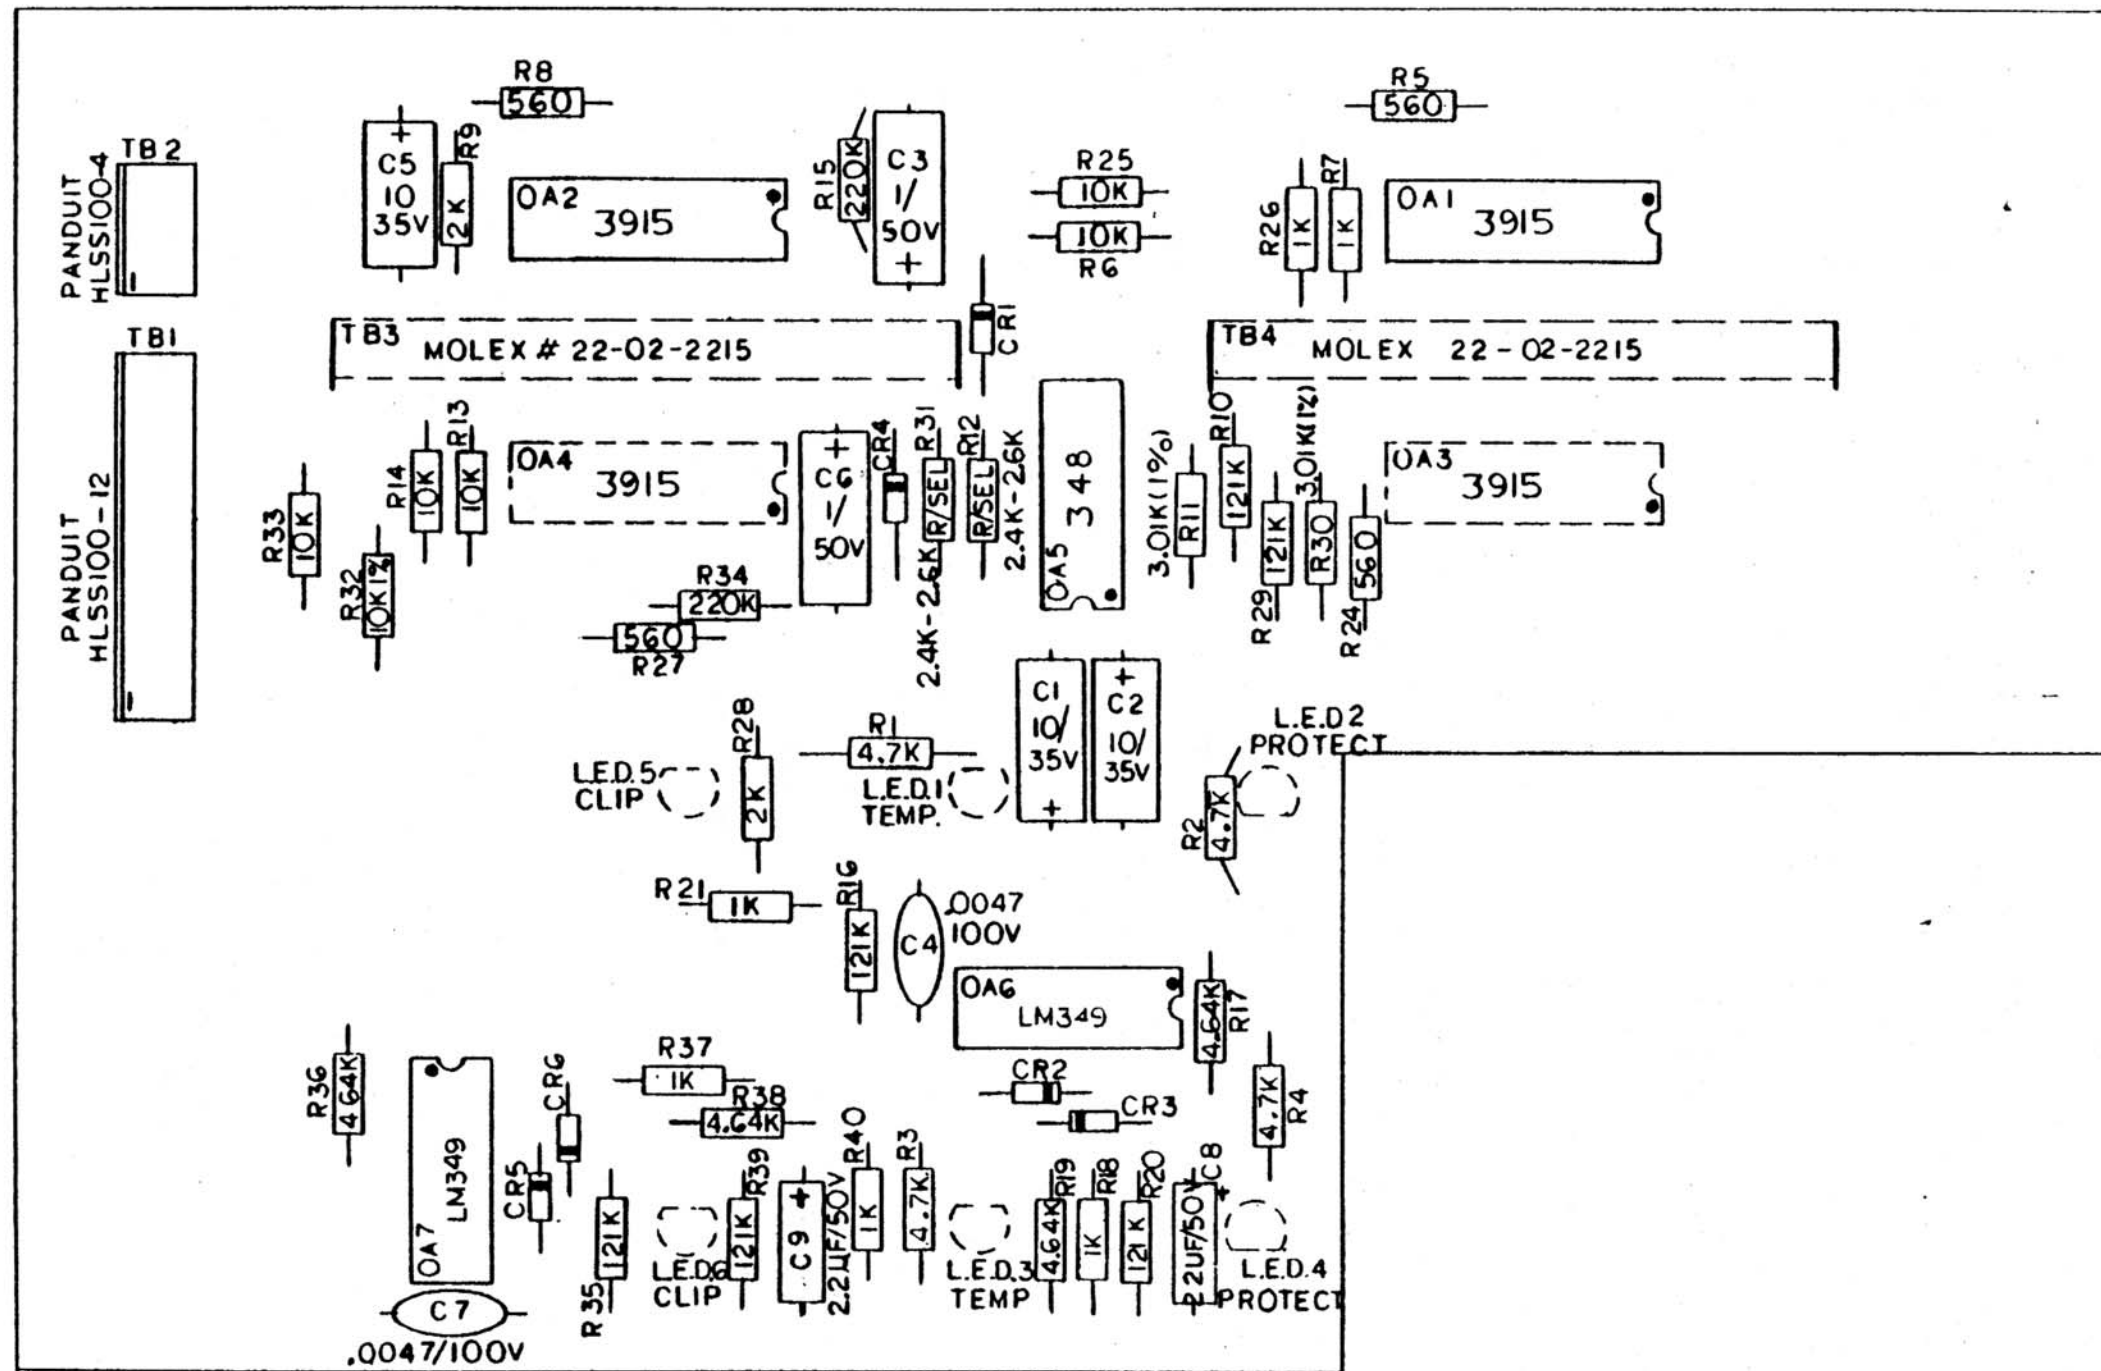 R8
560
R5
560
TB2
PANDUIT
HLSS100-4
+
C5
10
35V
R9
2K
OA2
3915
R15
220K
C3
1/
50V
+
R25
10K
10K
R6
R26
1K
R7
1K
OA1
3915
TB1
PANDUIT
HLSS100-12
TB3
MOLEX # 22-02-2215
CR1
TB4
MOLEX 22-02-2215
R33
10K
R32
10K1%
R14
10K
R13
10K
OA4
3915
+
C6
1/
50V
CR4
R31
R/SEL
2.4K-2.6K
R12
R/SEL
2.4K-2.6K
348
OA5
3.01K(1%)
R11
R10
121K
R29
121K
3.01K(1%)
R30
R24
560
OA3
3915
R34
220K
560
R27
C1
10/
35V
+
+
C2
10/
35V
L.E.D2
PROTECT
R28
2K
R1
4.7K
L.E.D.5
CLIP
L.E.D.1
TEMP.
R2
4.7K
R21
1K
R16
121K
C4
.0047
100V
OA6
LM349
4.64K
R17
R36
464K
OA7
LM349
CR6
CR5
R37
1K
R38
4.64K
CR2
CR3
4.7K
R4
R35
121K
L.E.D.6
CLIP
R39
121K
C9 +
2.2UF/50V
R40
1K
R3
4.7K
L.E.D.3
TEMP
R19
4.64K
R18
1K
R20
121K
C8
+
22UF/50V
L.E.D.4
PROTECT
C7
.0047/100V